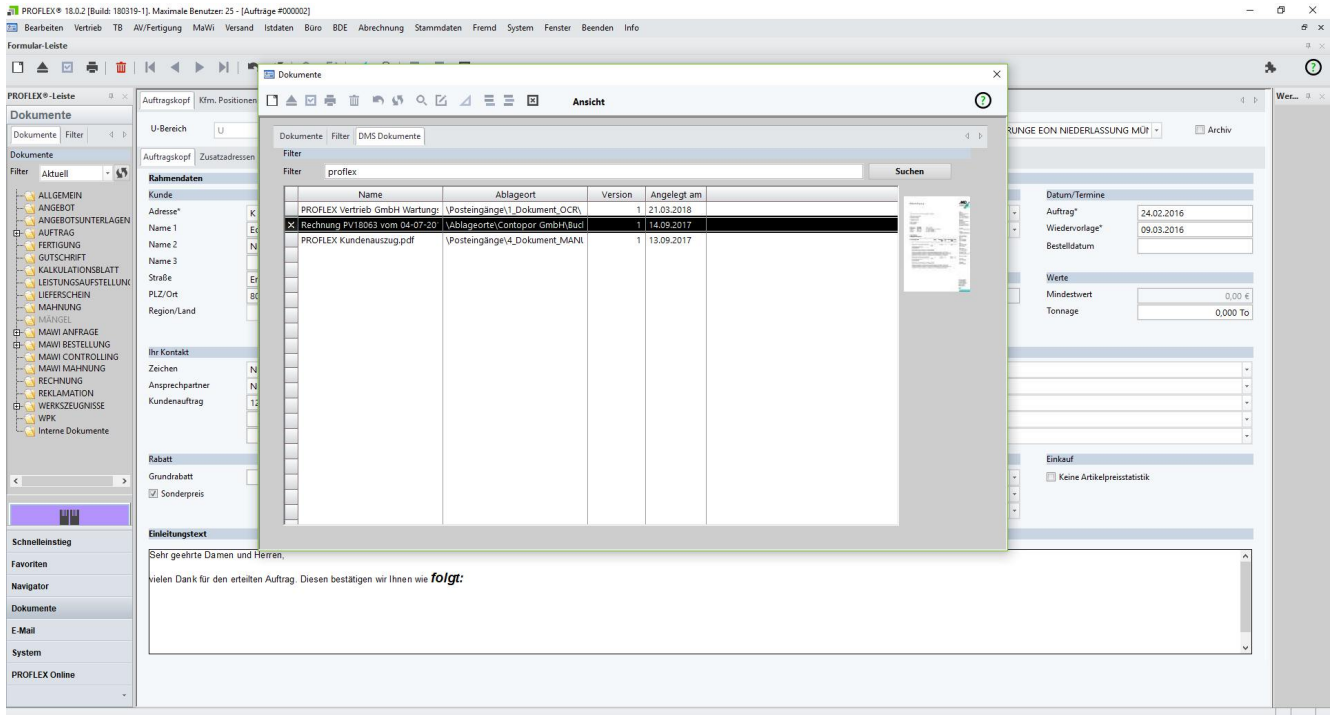 PROFLEX® 18.0.2 [Build: 180319-1]. Maximale Benutzer: 25 - [Aufträge #000002]
Bearbeiten Vertrieb TB AV/Fertigung MaWi Versand Istdaten Büro BDE Abrechnung Stammdaten Fremd System Fenster Beenden Info
Formular-Leiste
PROFLEX®-Leiste
Dokumente
Dokumente Filter
Dokumente
Filter Aktuell
ALLGEMEIN
ANGEBOT
ANGEBOTSUNTERLAGEN
AUFTRAG
FERTIGUNG
GUTSCHRIFT
KALKULATIONSBLATT
LEISTUNGSAUFSTELLUN
LIEFERSCHEIN
MAHNUNG
MÄNGEL
MAWI ANFRAGE
MAWI BESTELLUNG
MAWI CONTROLLING
MAWI MAHNUNG
RECHNUNG
REKLAMATION
WERKSZEUGNISSE
WPK
Interne Dokumente
Schnelleinstieg
Favoriten
Navigator
Dokumente
E-Mail
System
PROFLEX Online
Auftragskopf Kfm. Positionen
U-Bereich U
RUNGE EON NIEDERLASSUNG MÜN
Archiv
Auftragskopf Zusatzadressen
Rahmendaten
Kunde
Adresse* K
Name 1
Name 2 N
Name 3
Straße Er
PLZ/Ort 80
Region/Land
Ihr Kontakt
Zeichen N
Ansprechpartner N
Kundenauftrag 12
Rabatt
Grundrabatt
Sonderpreis
Datum/Termine
Auftrag* 24.02.2016
Wiedervorlage* 09.03.2016
Bestelldatum
Werte
Mindestwert 0,00 €
Tonnage 0,000 To
Einkauf
Keine Artikelpreisstatistik
Einleitungstext
Sehr geehrte Damen und Herren,
vielen Dank für den erteilten Auftrag. Diesen bestätigen wir Ihnen wie folgt:
Wer...
Dokumente
Ansicht
Dokumente Filter DMS Dokumente
Filter
Filter proflex Suchen
Name Ablageort Version Angelegt am
PROFLEX Vertrieb GmbH Wartungs \Posteingänge\1_Dokument_OCR\ 1 21.03.2018
Rechnung PV18063 vom 04-07-20 \Ablageorte\Contopor GmbH\Bucl 1 14.09.2017
PROFLEX Kundenauszug.pdf \Posteingänge\4_Dokument_MANU 1 13.09.2017